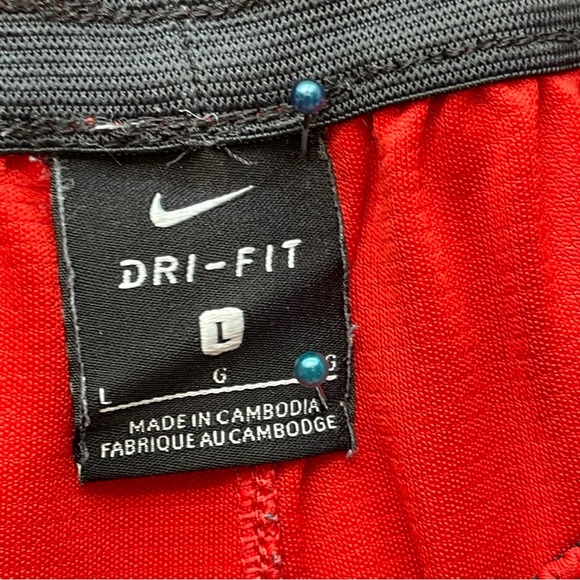 DRI-FIT
L
L G G
MADE IN CAMBODIA
FABRIQUE AU CAMBODGE